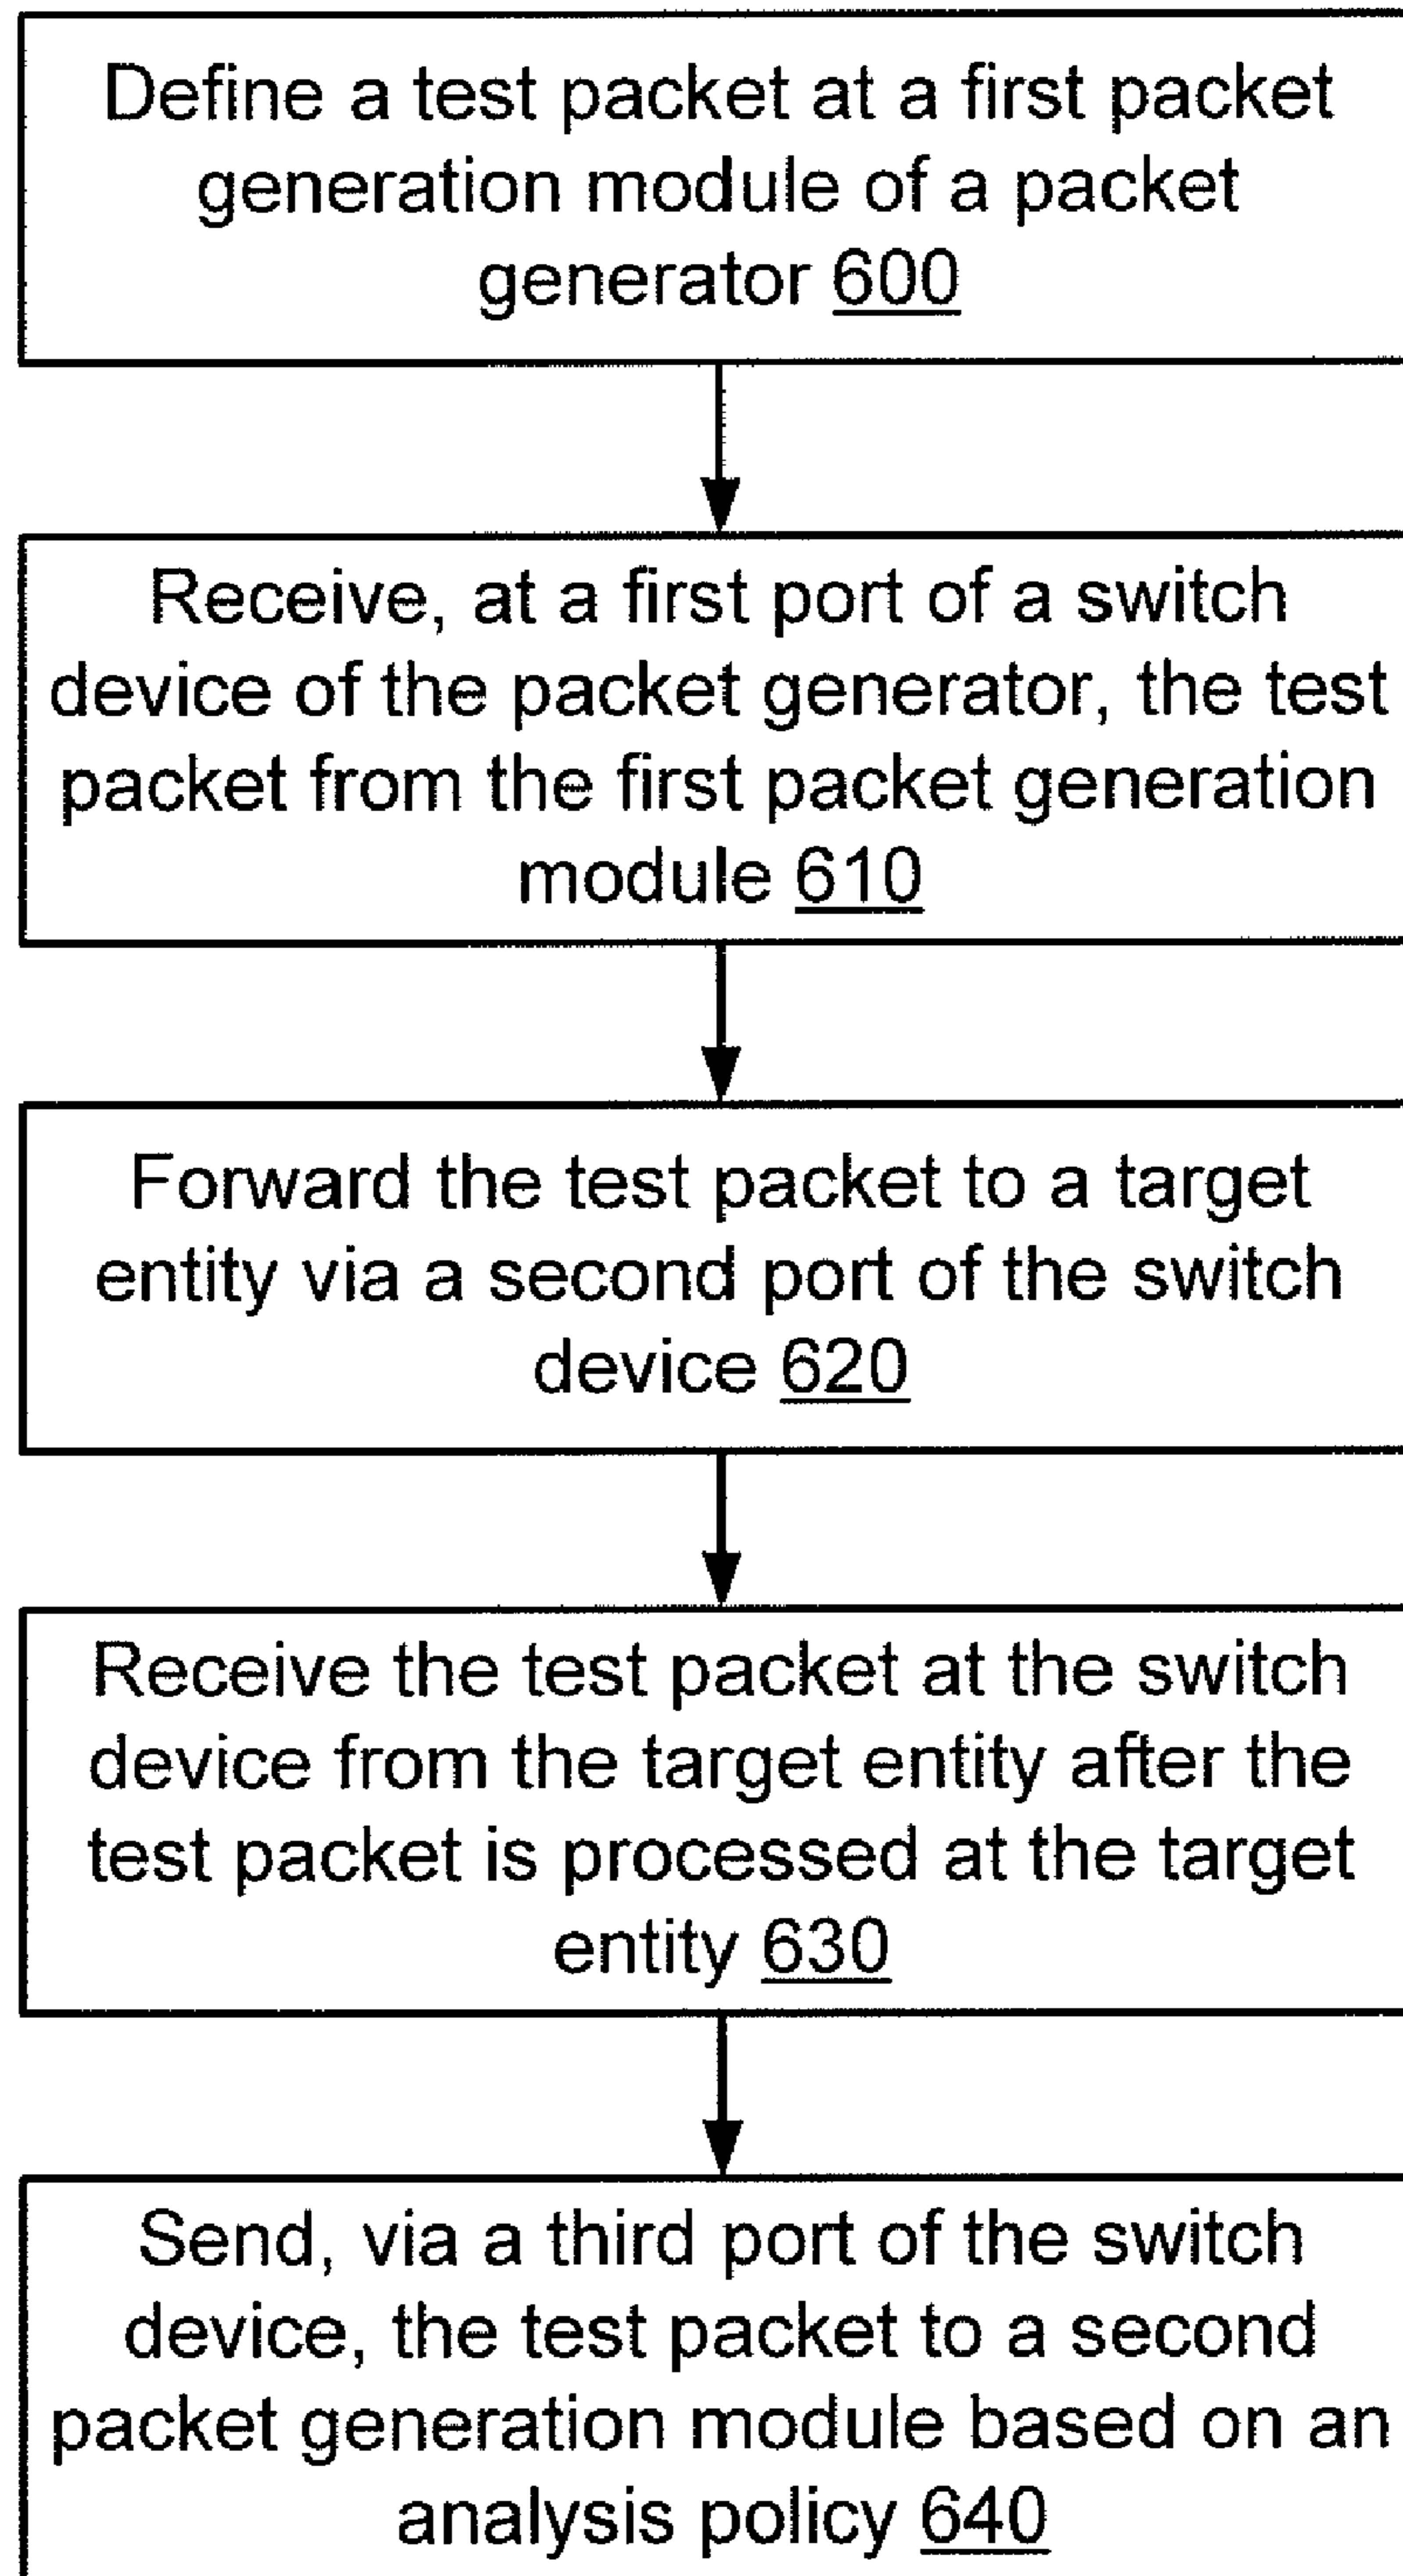 Define a test packet at a first packet
generation module of a packet
generator 600
Receive, at a first port of a switch
device of the packet generator, the test
packet from the first packet generation
module 610
Forward the test packet to a target
entity via a second port of the switch
device 620
Receive the test packet at the switch
device from the target entity after the
test packet is processed at the target
entity 630
Send, via a third port of the switch
device, the test packet to a second
packet generation module based on an
analysis policy 640